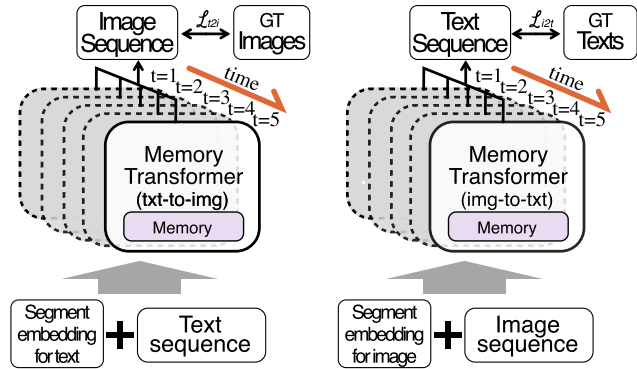 Image
Sequence
ℒt2i
GT
Images
time
t=1
t=2
t=3
t=4
t=5
Memory
Transformer
(txt-to-img)
Memory
Segment
embedding
for text
+
Text
sequence
Text
Sequence
ℒi2t
GT
Texts
time
t=1
t=2
t=3
t=4
t=5
Memory
Transformer
(img-to-txt)
Memory
Segment
embedding
for image
+
Image
sequence